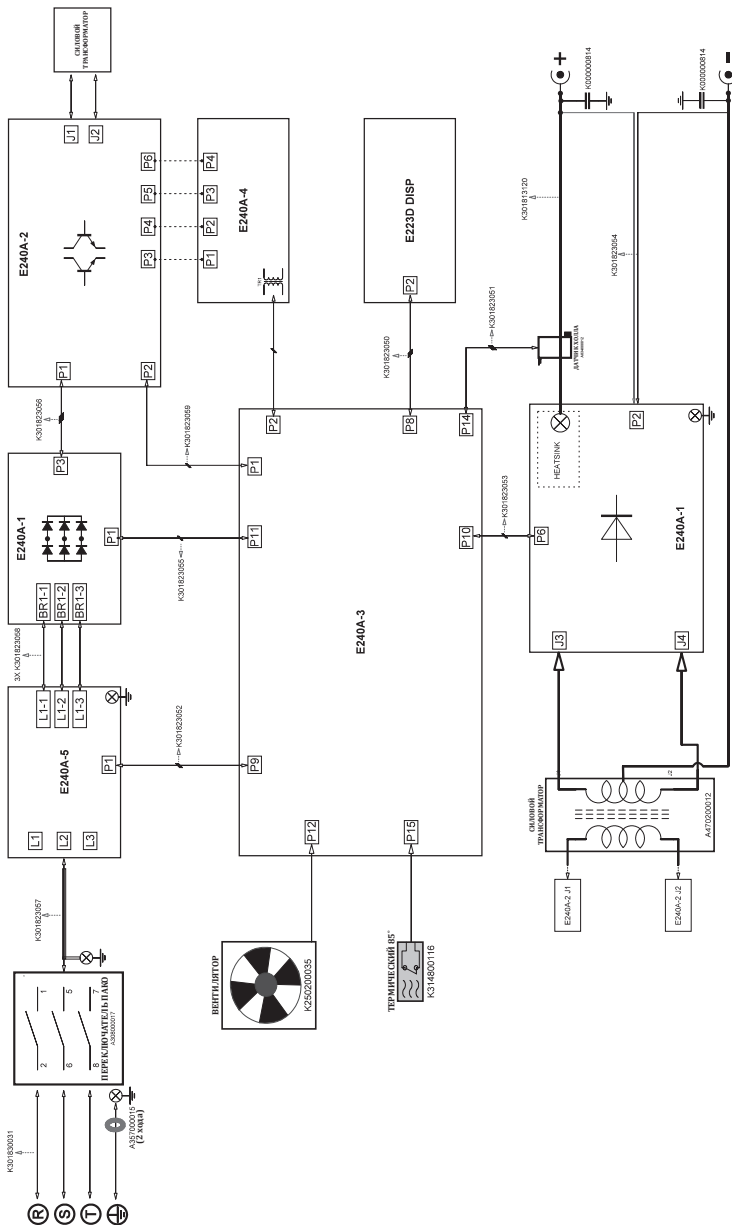 СИЛОВОЙ
ТРАНСФОРМАТОР
J1
J2
E240A-2
P6
P5
P4
P3
P1
P2
P4
P3
P2
P1
E240A-4
TR1
E223D DISP
P2
K301823050
K301823051
ДАТЧИК ХОЛЛА
K301813120
K301823054
K000000814
K000000814
+
-
K301823056
K301823059
P3
E240A-1
P1
BR1-1
BR1-2
BR1-3
K301823055
3X K301823058
L1-1
L1-2
L1-3
E240A-5
P1
L1
L2
L3
K301823052
K301823057
P2
P8
P14
P1
P11
P10
P9
P12
P15
E240A-3
K301823053
HEATSINK
P2
P6
E240A-1
J3
J4
J2
СИЛОВОЙ
ТРАНСФОРМАТОР
A470200012
E240A-2 J1
E240A-2 J2
ВЕНТИЛЯТОР
K250200035
ТЕРМИЧЕСКИЙ 85°
K314800116
1
5
7
2
6
8
ПЕРЕКЛЮЧАТЕЛЬ ПАКО
A308000017
A357000015
(2 хода)
K301830031
R
S
T